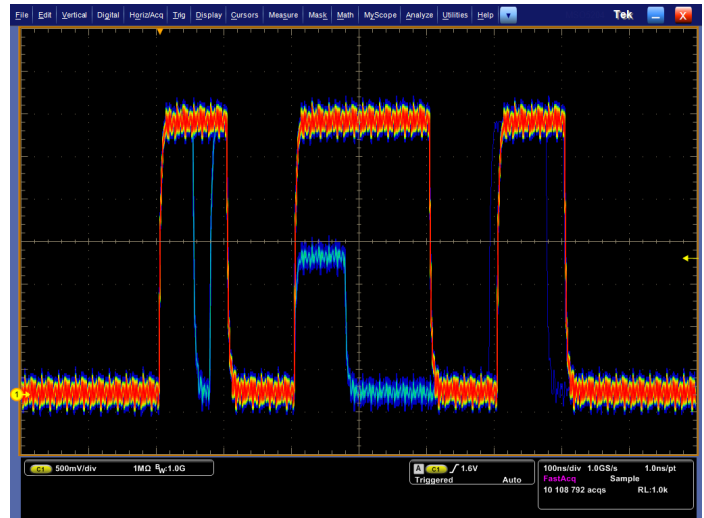 File Edit Vertical Digital Horiz/Acq Trig Display Cursors Measure Mask Math MyScope Analyze Utilities Help Tek X
1
C1 500mV/div 1MΩ BW:1.0G
A C1 1.6V
Triggered Auto
100ns/div 1.0GS/s 1.0ns/pt
FastAcq Sample
10 108 792 acqs RL:1.0k